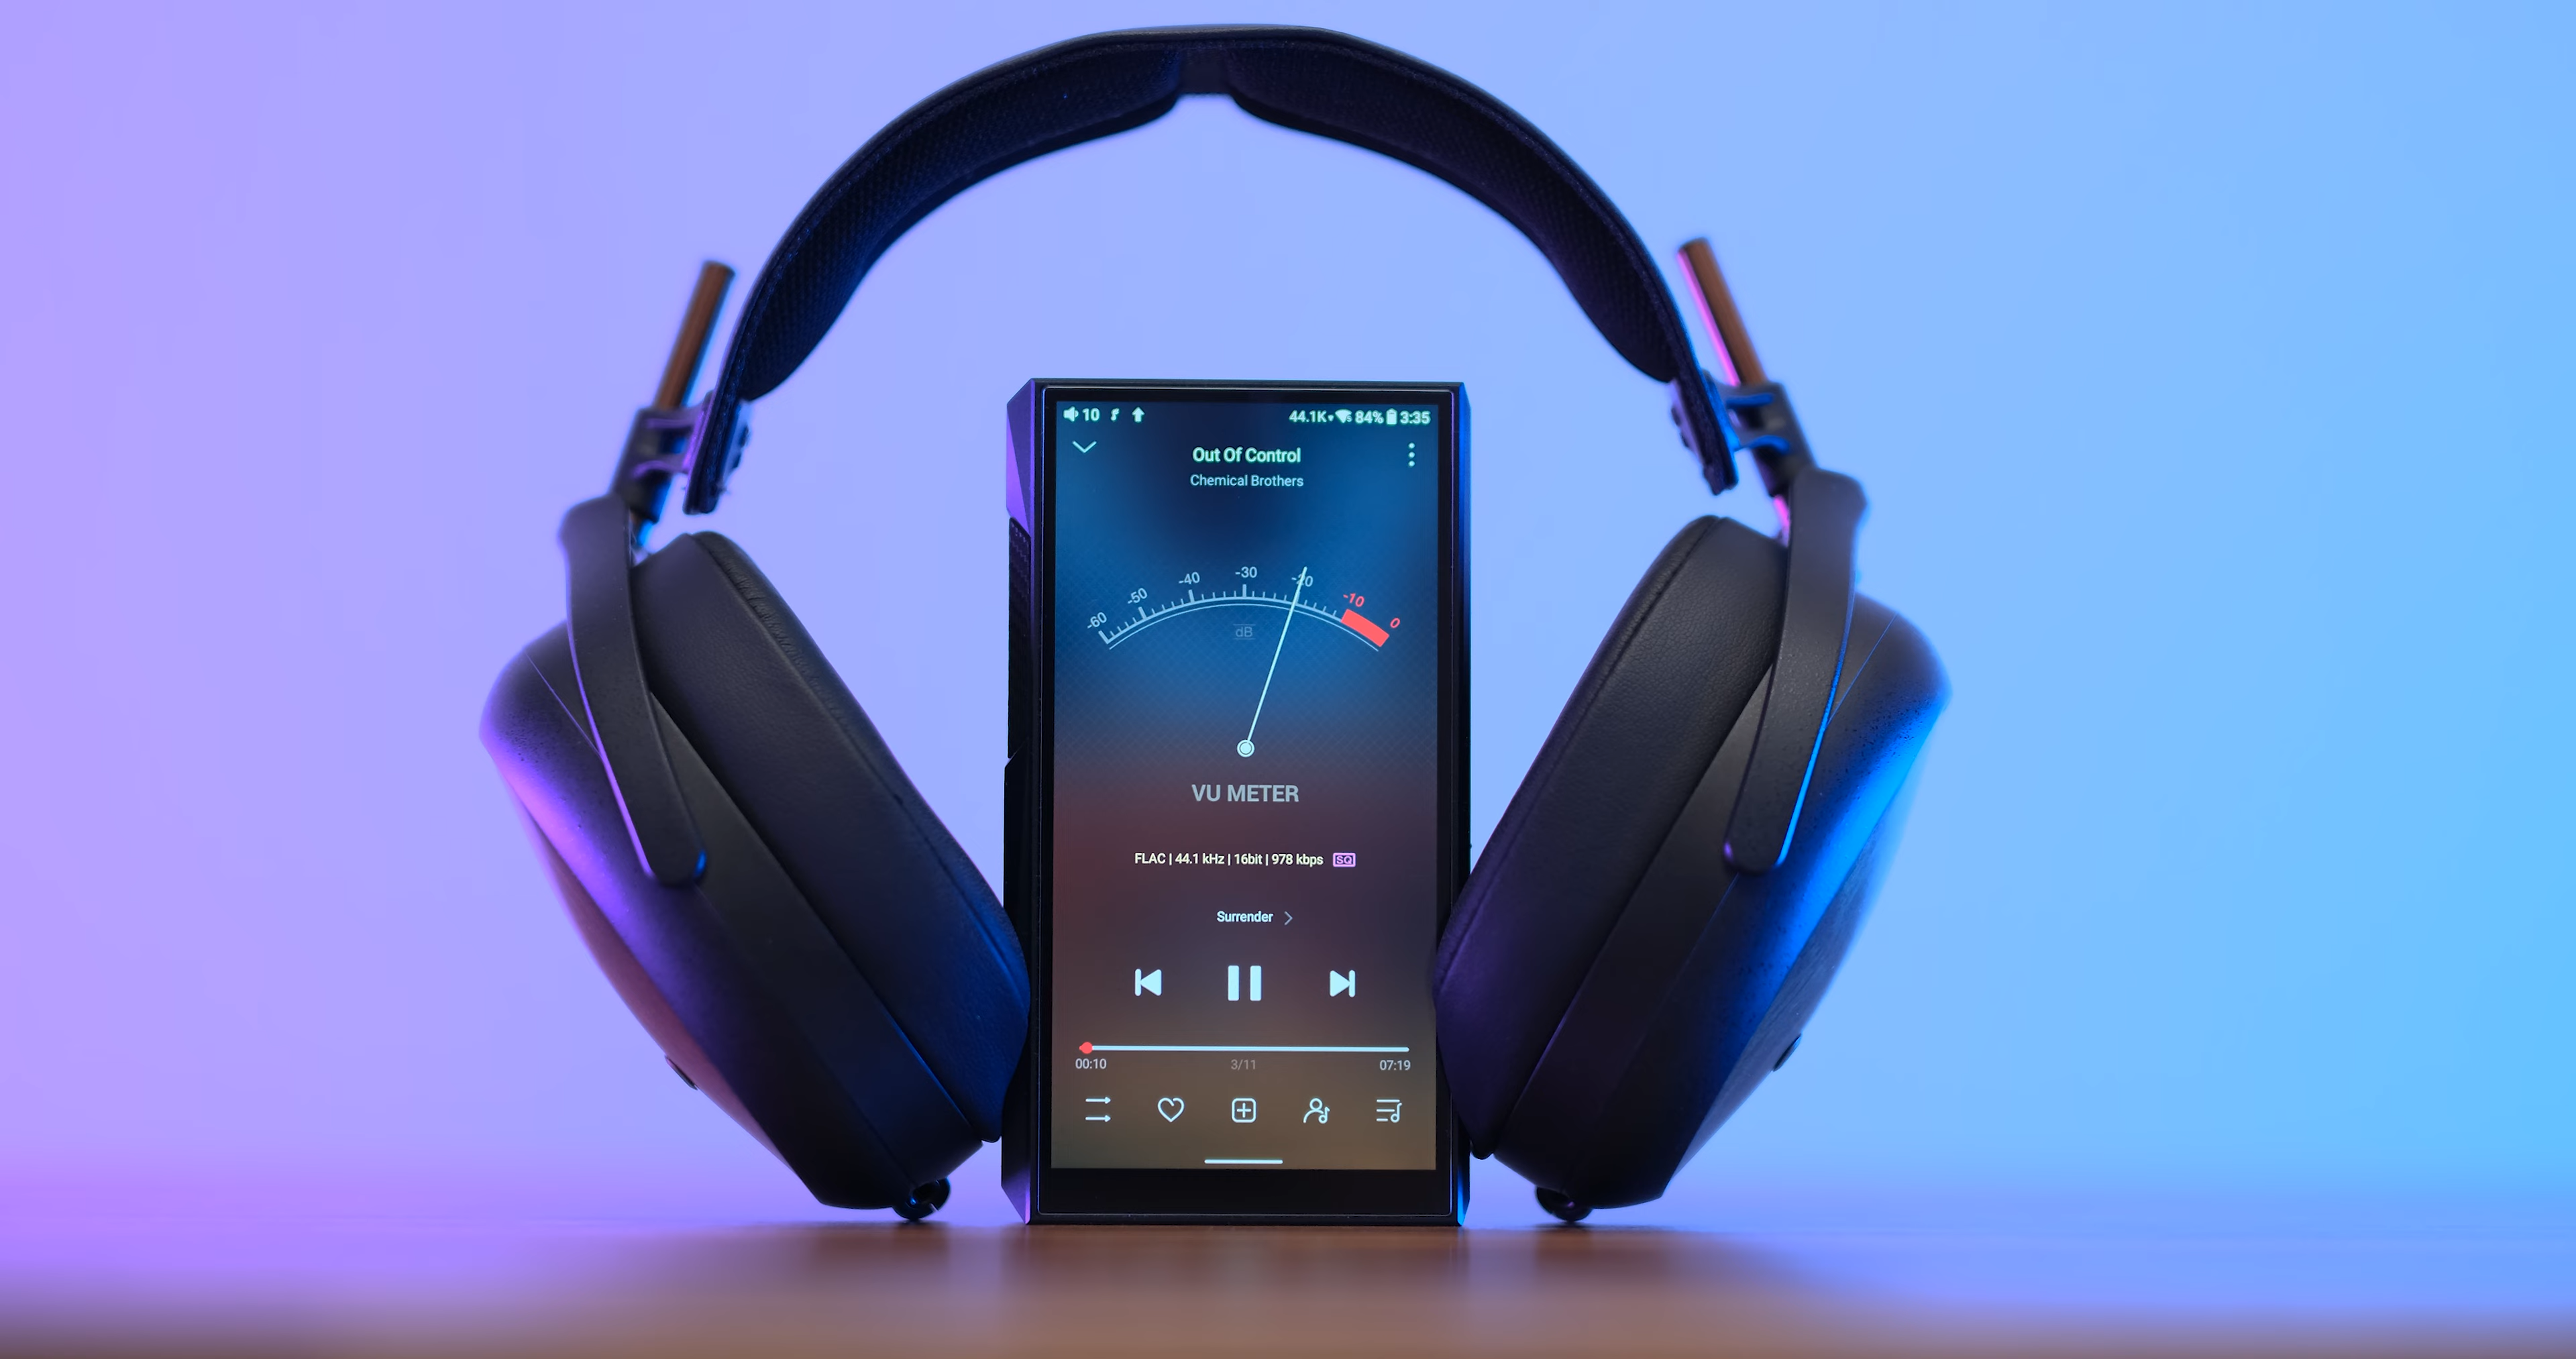 10 44.1K 84% 3:35
Out Of Control
Chemical Brothers
-60 -50 -40 -30 -20 -10 0
dB
VU METER
FLAC | 44.1 kHz | 16bit | 978 kbps SQ
Surrender
00:10 3/11 07:19